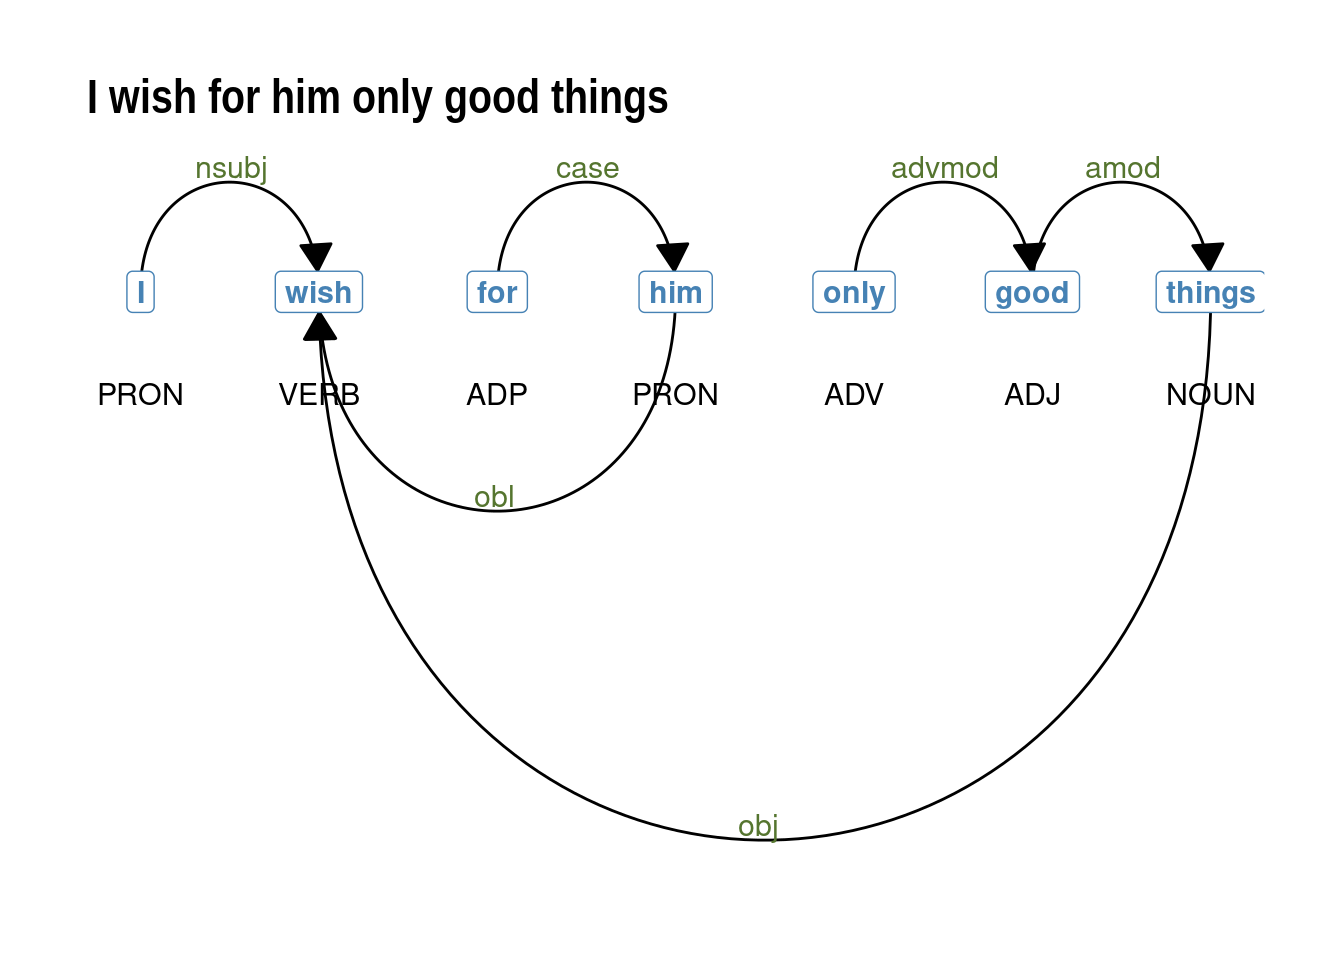 I wish for him only good things
nsubj case advmod amod
I wish for him only good things
PRON VERB ADP PRON ADV ADJ NOUN
obl
obj